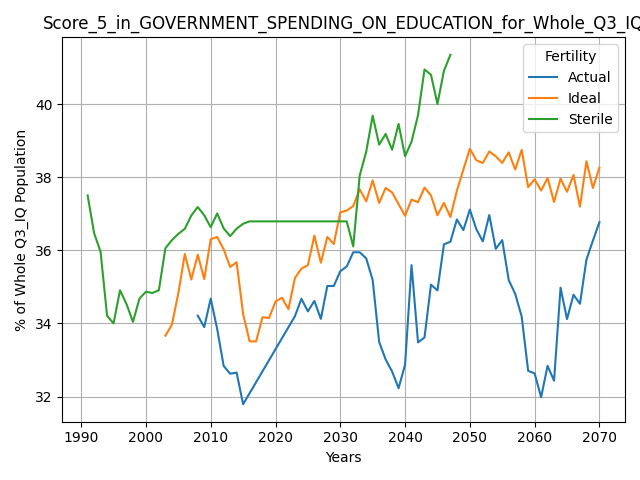 Score_5_in_GOVERNMENT_SPENDING_ON_EDUCATION_for_Whole_Q3_IQ
Fertility
Actual
Ideal
Sterile
% of Whole Q3_IQ Population
40
38
36
34
32
1990 2000 2010 2020 2030 2040 2050 2060 2070
Years